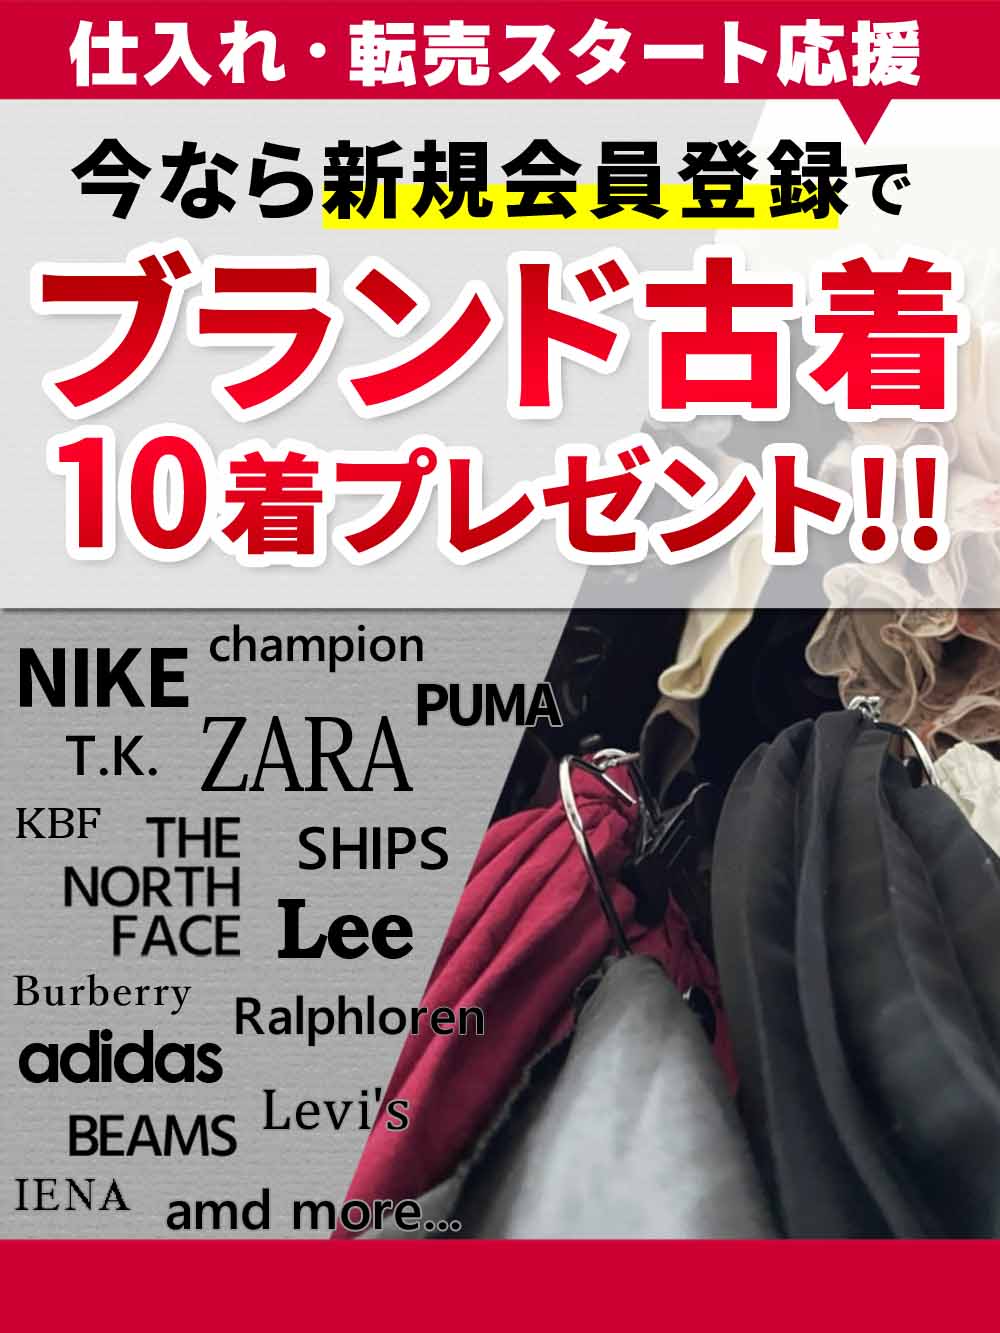 仕入れ・転売スタート応援
今なら新規会員登録で
ブランド古着
10着プレゼント!!
NIKE
champion
PUMA
T.K.
ZARA
KBF
THE
NORTH
FACE
SHIPS
Lee
Burberry
Ralphloren
adidas
Levi's
BEAMS
IENA
amd more...